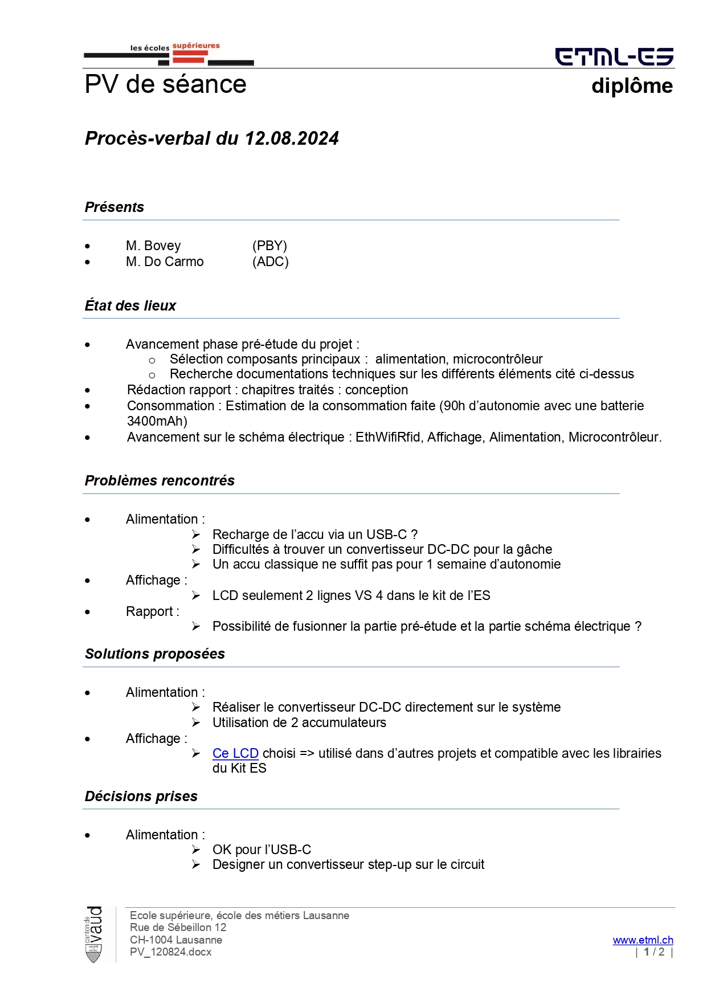 les écoles supérieures
ETML-ES
PV de séance diplôme
Procès-verbal du 12.08.2024
Présents
• M. Bovey (PBY)
• M. Do Carmo (ADC)
État des lieux
• Avancement phase pré-étude du projet :
o Sélection composants principaux : alimentation, microcontrôleur
o Recherche documentations techniques sur les différents éléments cité ci-dessus
• Rédaction rapport : chapitres traités : conception
• Consommation : Estimation de la consommation faite (90h d’autonomie avec une batterie
3400mAh)
• Avancement sur le schéma électrique : EthWifiRfid, Affichage, Alimentation, Microcontrôleur.
Problèmes rencontrés
• Alimentation :
➢ Recharge de l’accu via un USB-C ?
➢ Difficultés à trouver un convertisseur DC-DC pour la gâche
➢ Un accu classique ne suffit pas pour 1 semaine d’autonomie
• Affichage :
➢ LCD seulement 2 lignes VS 4 dans le kit de l’ES
• Rapport :
➢ Possibilité de fusionner la partie pré-étude et la partie schéma électrique ?
Solutions proposées
• Alimentation :
➢ Réaliser le convertisseur DC-DC directement sur le système
➢ Utilisation de 2 accumulateurs
• Affichage :
➢ Ce LCD choisi => utilisé dans d’autres projets et compatible avec les librairies
du Kit ES
Décisions prises
• Alimentation :
➢ OK pour l’USB-C
➢ Designer un convertisseur step-up sur le circuit
canton de
vaud
Ecole supérieure, école des métiers Lausanne
Rue de Sébeillon 12
CH-1004 Lausanne www.etml.ch
PV_120824.docx | 1 / 2 |